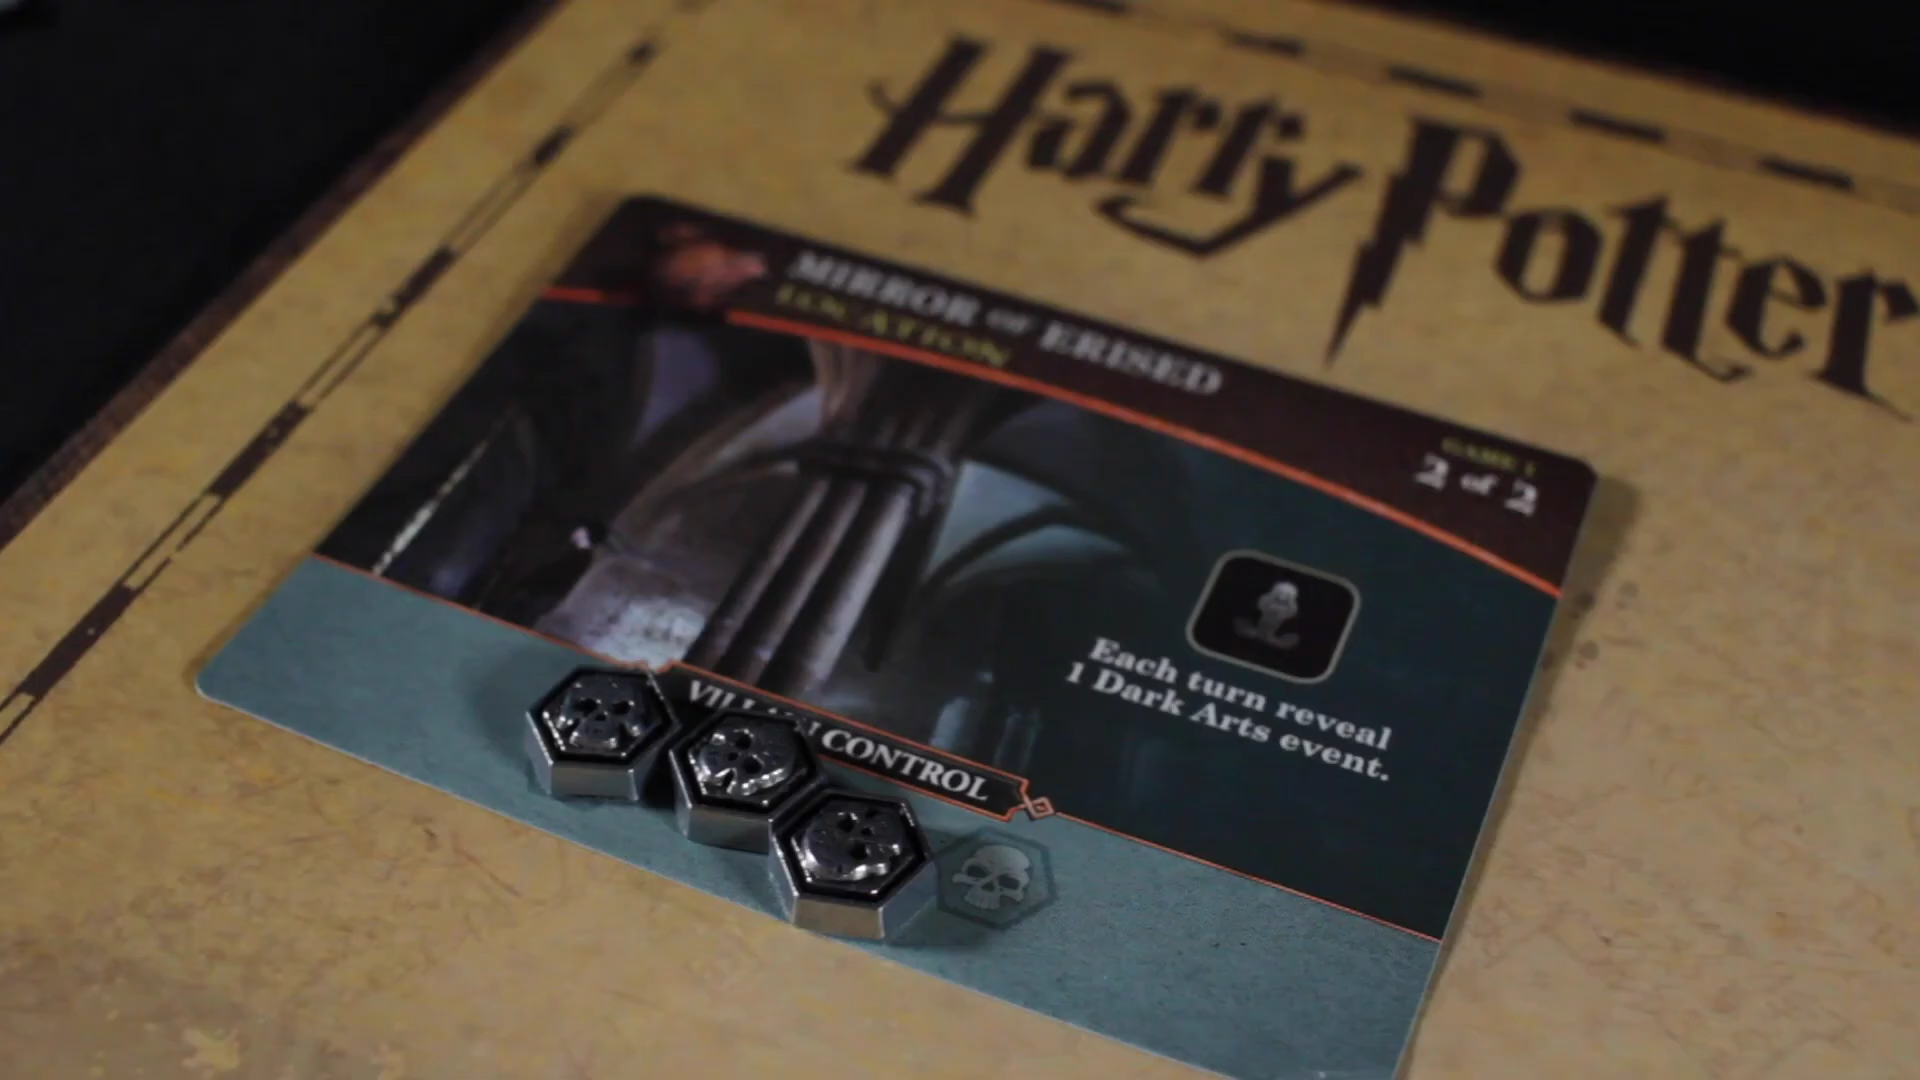 Harry Potter
MIRROR OF ERISED
LOCATION
GAME 1
2 of 2
Each turn reveal
1 Dark Arts event.
VILLAIN CONTROL